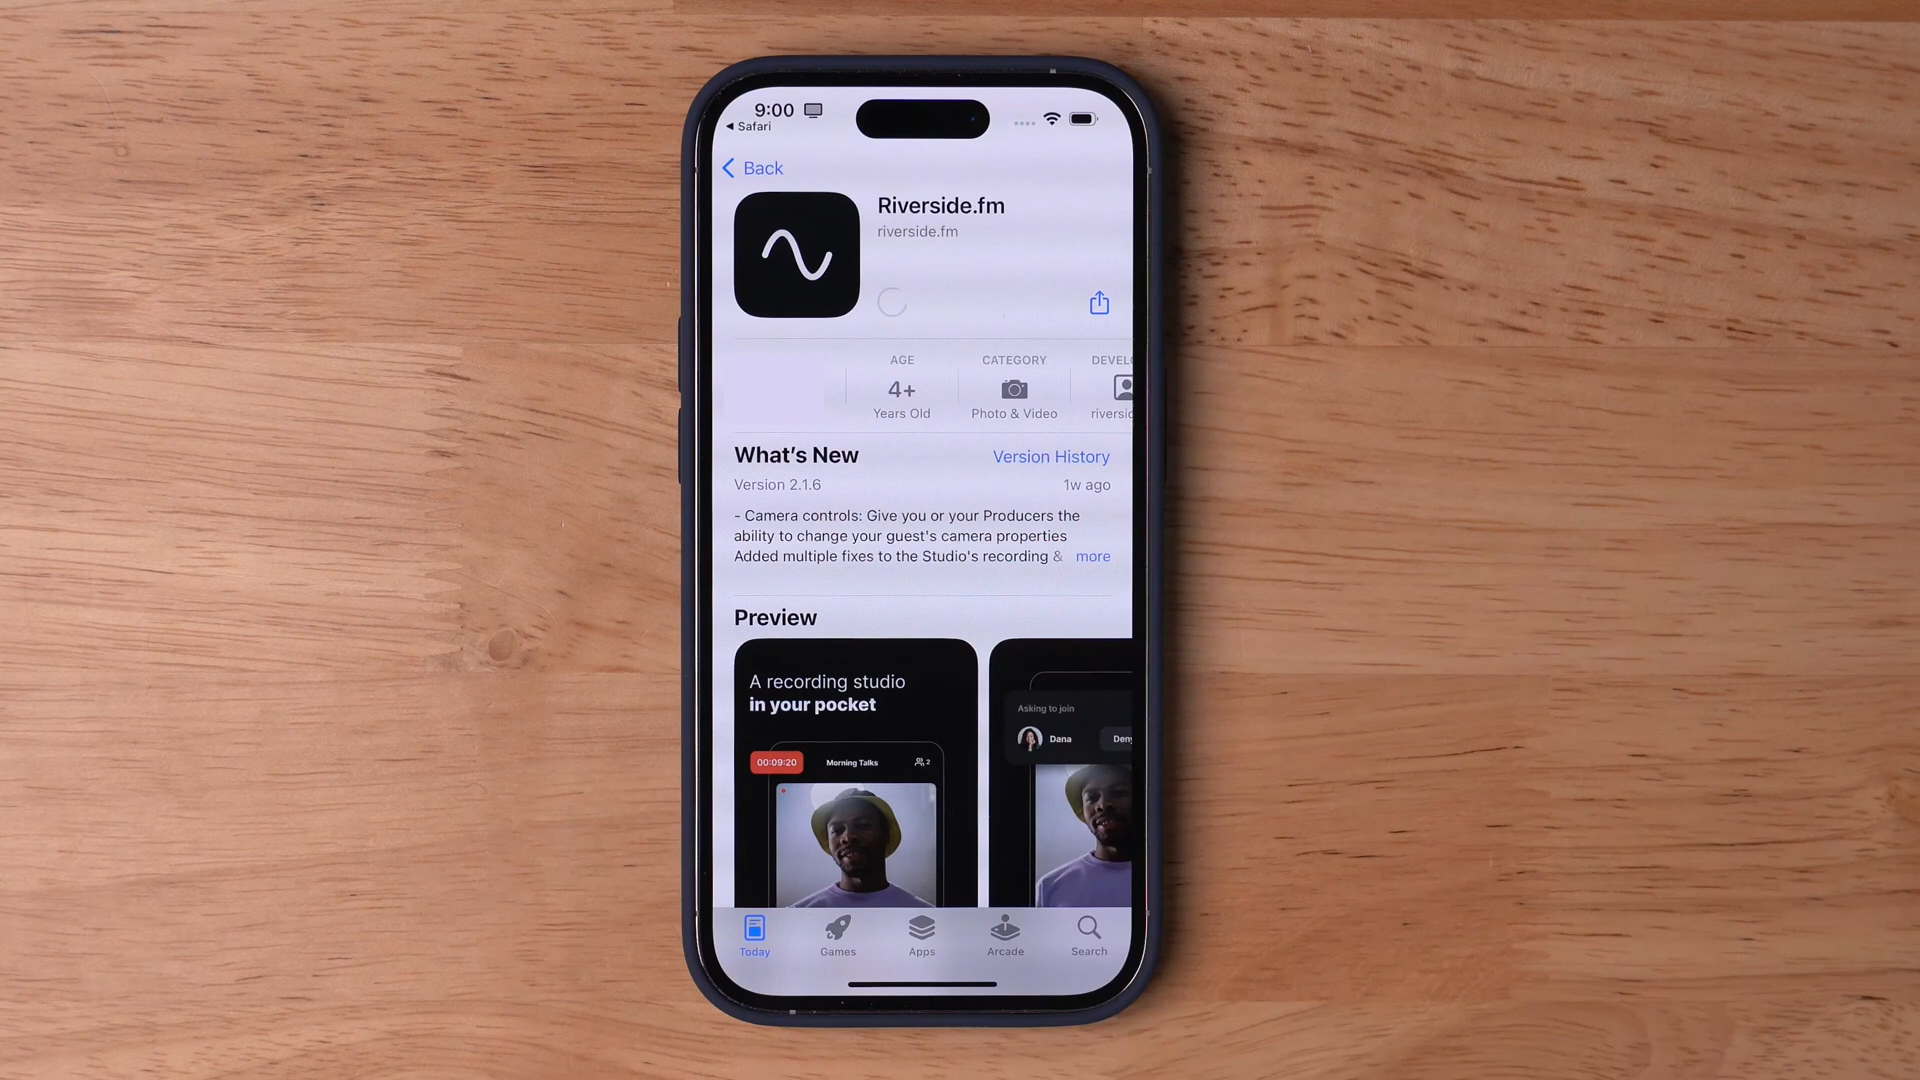 9:00
◀ Safari
Back
Riverside.fm
riverside.fm
AGE
4+
Years Old
CATEGORY
Photo & Video
DEVEL
riversid
What's New
Version History
Version 2.1.6
1w ago
- Camera controls: Give you or your Producers the
ability to change your guest's camera properties
Added multiple fixes to the Studio's recording & more
Preview
A recording studio
in your pocket
00:09:20
Morning Talks
2
Asking to join
Dana
Deny
Today
Games
Apps
Arcade
Search